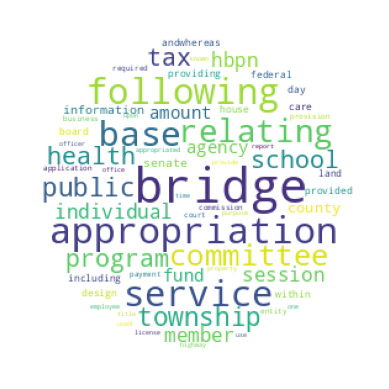 andwhereas
tax hbpn
required
providing federal
following day
information amount house care
business upon known provision
board base relating
officer appropriated agency
health senate school
application office provide report land
public time bridge provided
individual court commission purpose county
appropriation
program committee
payment property
including fund session
design service within
employee township entity one
title used member
license use
highway